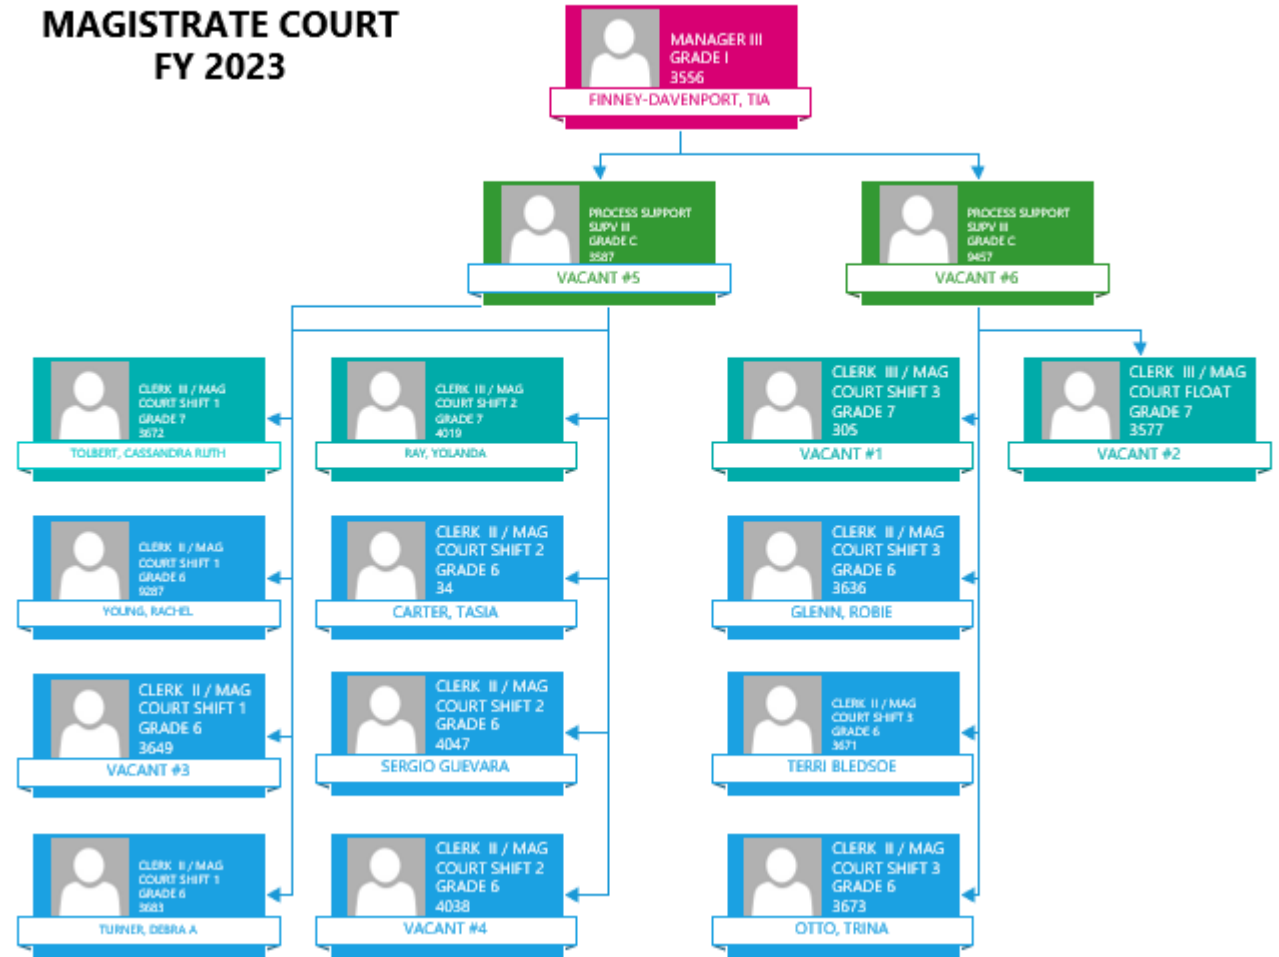 MAGISTRATE COURT
FY 2023
MANAGER III
GRADE I
3556
FINNEY-DAVENPORT, TIA
PROCESS SUPPORT
SUPV III
GRADE C
3587
VACANT #5
PROCESS SUPPORT
SUPV III
GRADE C
9457
VACANT #6
CLERK III / MAG
COURT SHIFT 1
GRADE 7
3672
TOLBERT, CASSANDRA RUTH
CLERK III / MAG
COURT SHIFT 2
GRADE 7
4019
RAY, YOLANDA
CLERK III / MAG
COURT SHIFT 3
GRADE 7
305
VACANT #1
CLERK III / MAG
COURT FLOAT
GRADE 7
3577
VACANT #2
CLERK II / MAG
COURT SHIFT 1
GRADE 6
9287
YOUNG, RACHEL
CLERK II / MAG
COURT SHIFT 2
GRADE 6
34
CARTER, TASIA
CLERK II / MAG
COURT SHIFT 3
GRADE 6
3636
GLENN, ROBIE
CLERK II / MAG
COURT SHIFT 1
GRADE 6
3649
VACANT #3
CLERK II / MAG
COURT SHIFT 2
GRADE 6
4047
SERGIO GUEVARA
CLERK II / MAG
COURT SHIFT 3
GRADE 6
3671
TERRI BLEDSOE
CLERK II / MAG
COURT SHIFT 1
GRADE 6
3683
TURNER, DEBRA A
CLERK II / MAG
COURT SHIFT 2
GRADE 6
4038
VACANT #4
CLERK II / MAG
COURT SHIFT 3
GRADE 6
3673
OTTO, TRINA